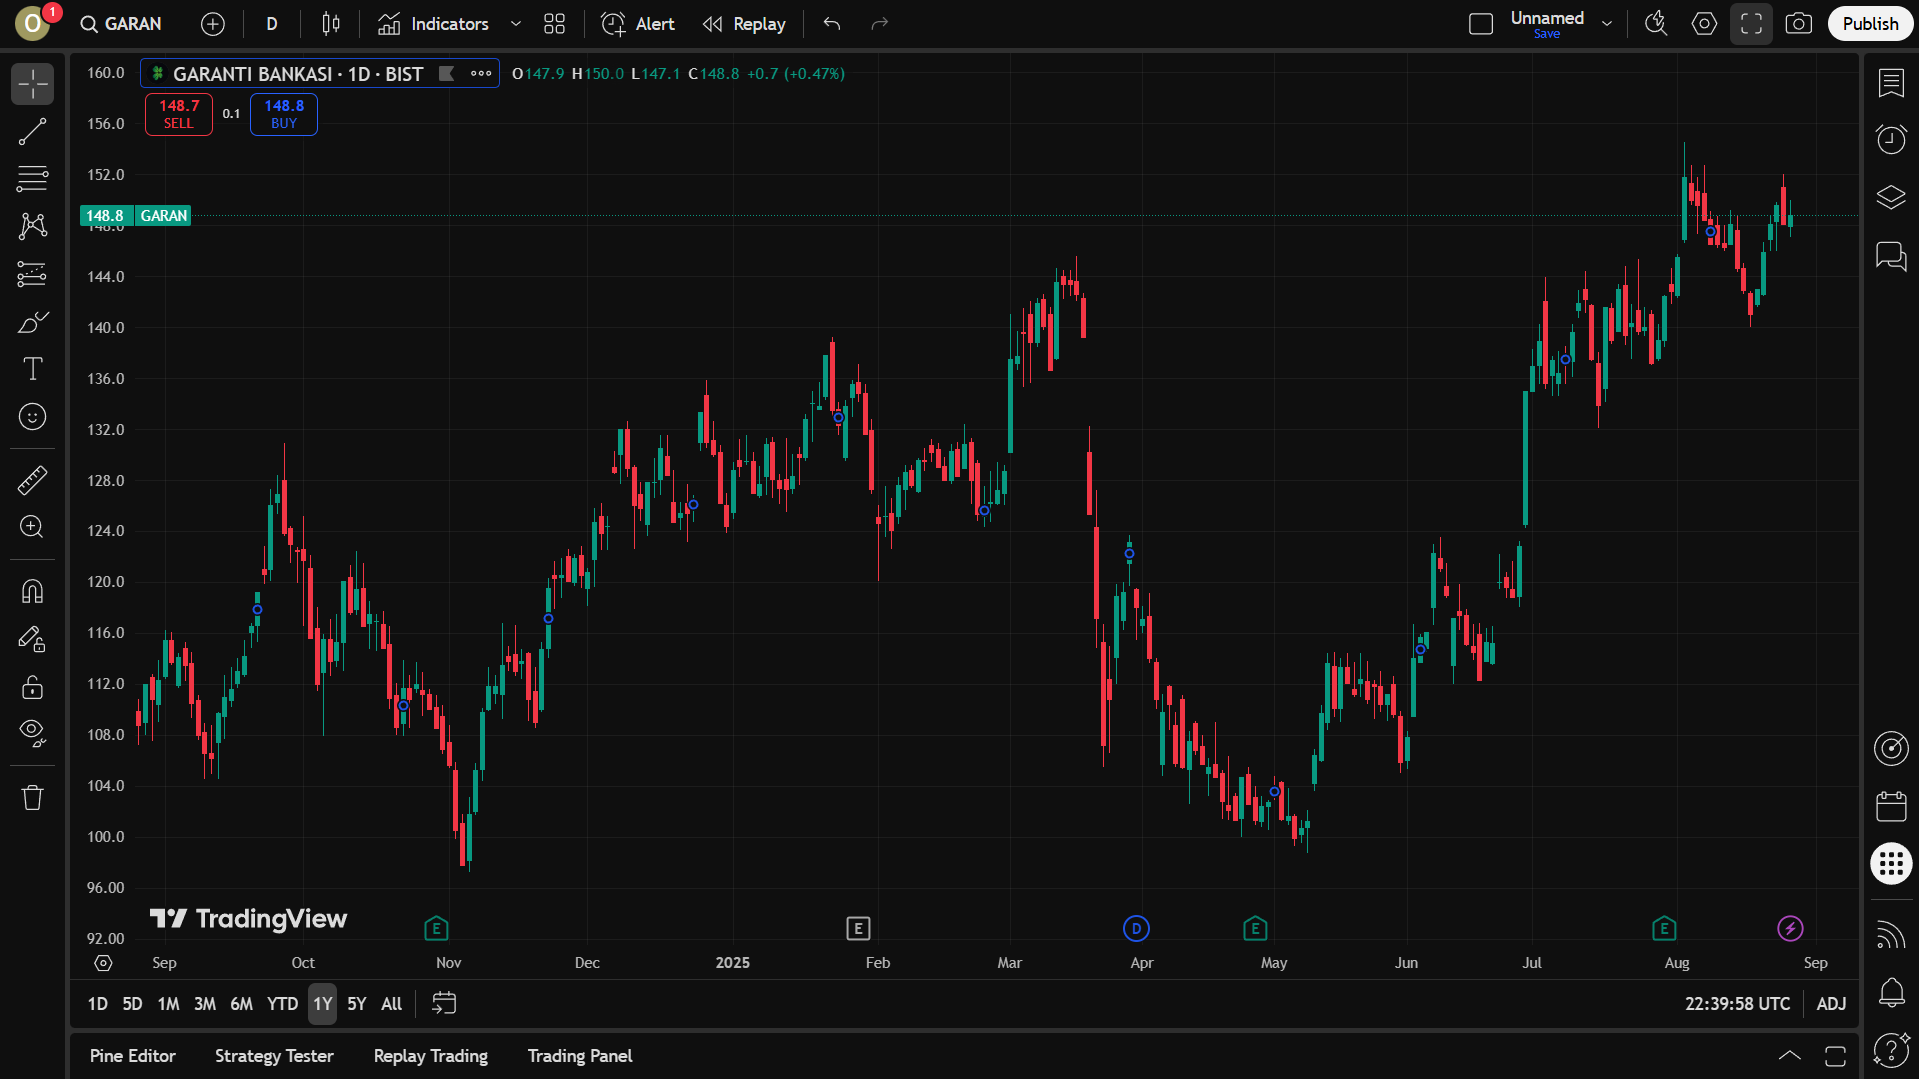 O 1 GARAN D Indicators Alert Replay Unnamed Save Publish
GARANTI BANKASI · 1D · BIST O147.9 H150.0 L147.1 C148.8 +0.7 (+0.47%)
148.7 SELL 0.1 148.8 BUY
160.0
156.0
152.0
148.8 GARAN
148.0
144.0
140.0
136.0
132.0
128.0
124.0
120.0
116.0
112.0
108.0
104.0
100.0
96.00
92.00
TradingView
E E D E E
Sep Oct Nov Dec 2025 Feb Mar Apr May Jun Jul Aug Sep
1D 5D 1M 3M 6M YTD 1Y 5Y All 22:39:58 UTC ADJ
Pine Editor Strategy Tester Replay Trading Trading Panel